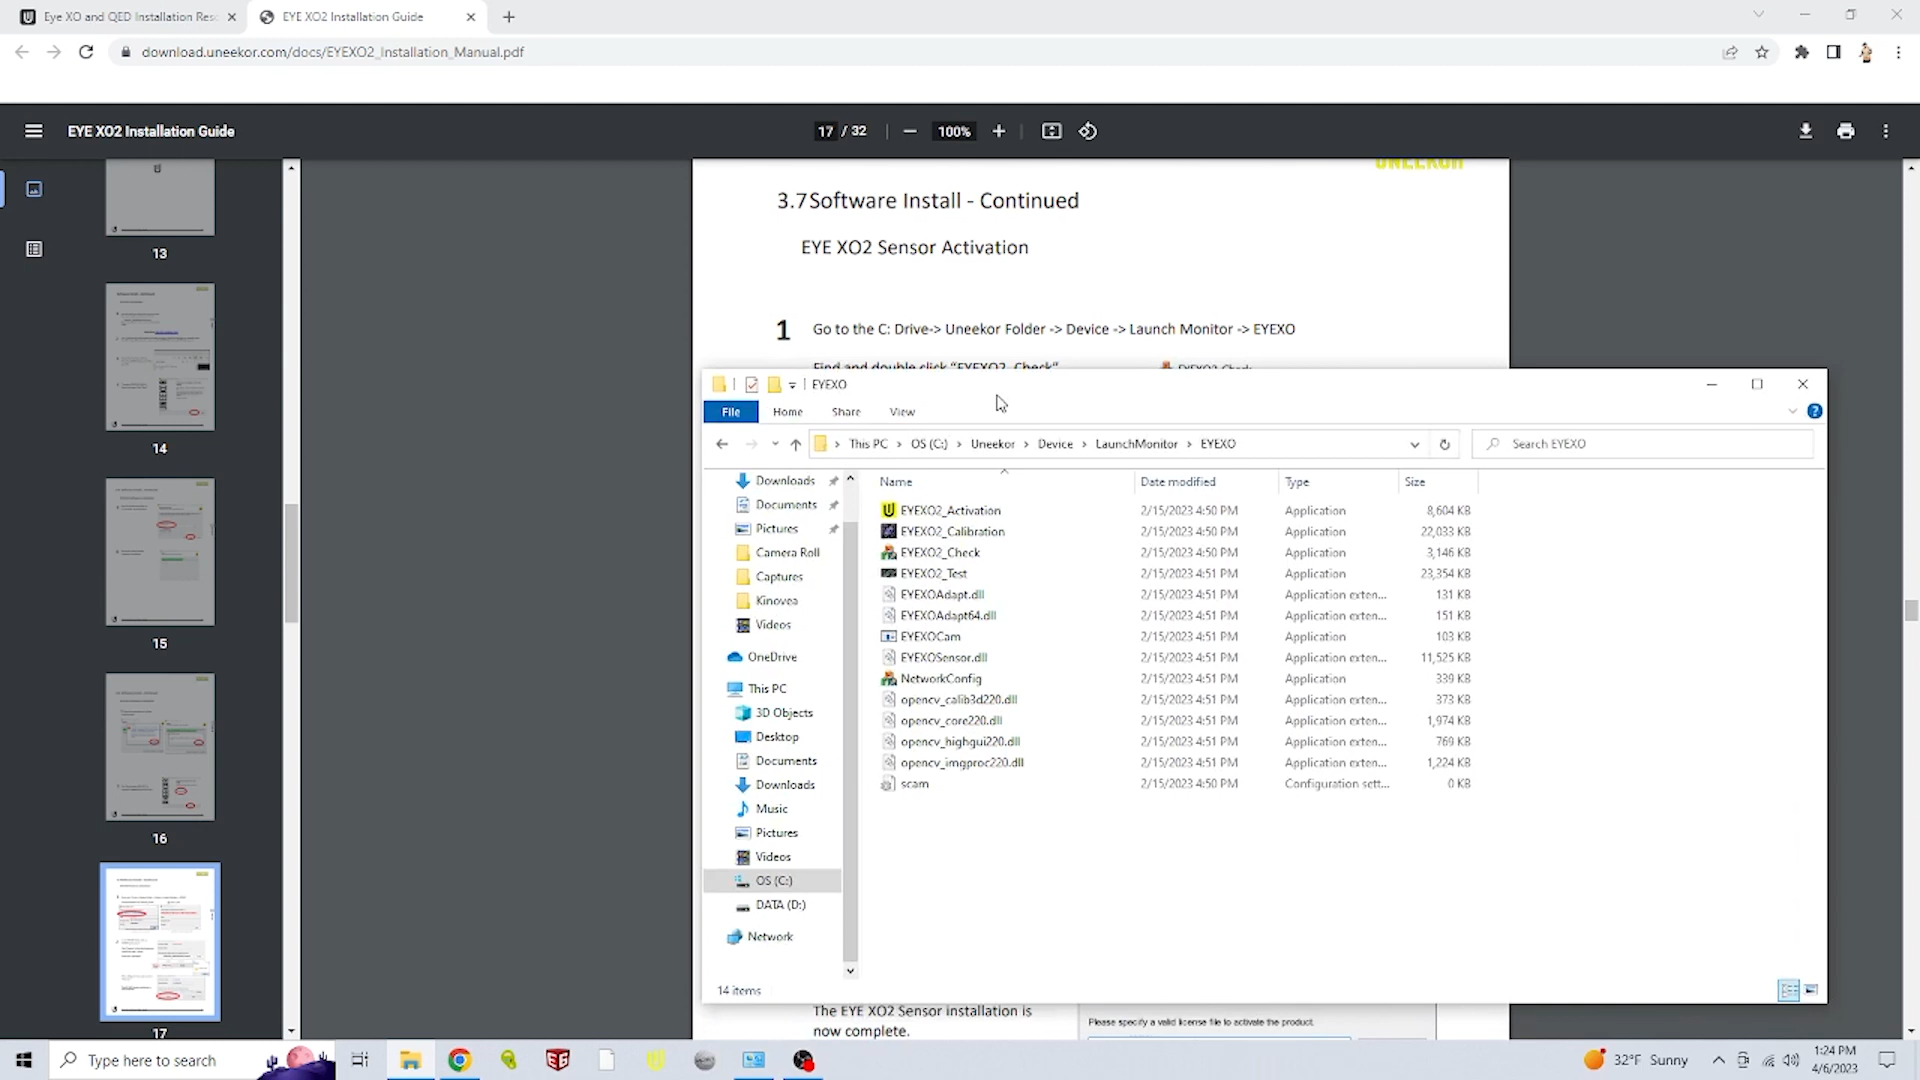 Eye XO and QED Installation Res
EYE XO2 Installation Guide
download.uneekor.com/docs/EYEXO2_Installation_Manual.pdf
EYE XO2 Installation Guide
17 / 32
100%
13
14
15
16
17
UNEEKOR
3.7Software Install - Continued
EYE XO2 Sensor Activation
1 Go to the C: Drive-> Uneekor Folder -> Device -> Launch Monitor -> EYEXO
Find and double click "EYEXO2_Check"
EYEXO2_Check
EYEXO
File Home Share View
This PC > OS (C:) > Uneekor > Device > LaunchMonitor > EYEXO
Search EYEXO
Downloads
Documents
Pictures
Camera Roll
Captures
Kinovea
Videos
OneDrive
This PC
3D Objects
Desktop
Documents
Downloads
Music
Pictures
Videos
OS (C:)
DATA (D:)
Network
Name Date modified Type Size
EYEXO2_Activation 2/15/2023 4:50 PM Application 8,604 KB
EYEXO2_Calibration 2/15/2023 4:50 PM Application 22,033 KB
EYEXO2_Check 2/15/2023 4:50 PM Application 3,146 KB
EYEXO2_Test 2/15/2023 4:51 PM Application 23,354 KB
EYEXOAdapt.dll 2/15/2023 4:51 PM Application exten... 131 KB
EYEXOAdapt64.dll 2/15/2023 4:51 PM Application exten... 151 KB
EYEXOCam 2/15/2023 4:51 PM Application 103 KB
EYEXOSensor.dll 2/15/2023 4:51 PM Application exten... 11,525 KB
NetworkConfig 2/15/2023 4:51 PM Application 339 KB
opencv_calib3d220.dll 2/15/2023 4:51 PM Application exten... 373 KB
opencv_core220.dll 2/15/2023 4:51 PM Application exten... 1,974 KB
opencv_highgui220.dll 2/15/2023 4:51 PM Application exten... 769 KB
opencv_imgproc220.dll 2/15/2023 4:51 PM Application exten... 1,224 KB
scam 2/15/2023 4:50 PM Configuration sett... 0 KB
14 items
The EYE XO2 Sensor installation is
now complete.
Please specify a valid license file to activate the product.
Type here to search
32°F Sunny
1:24 PM
4/6/2023